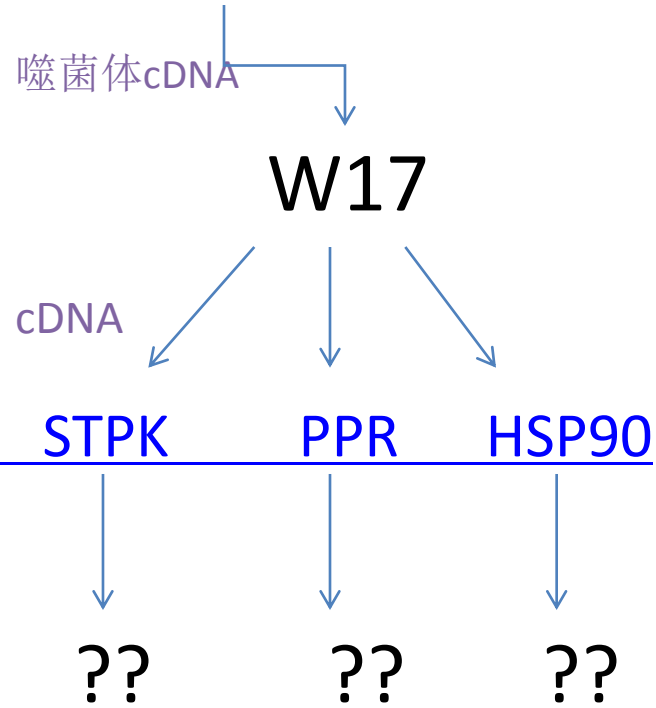 噬菌体cDNA
W17
cDNA
STPK PPR HSP90
?? ?? ??